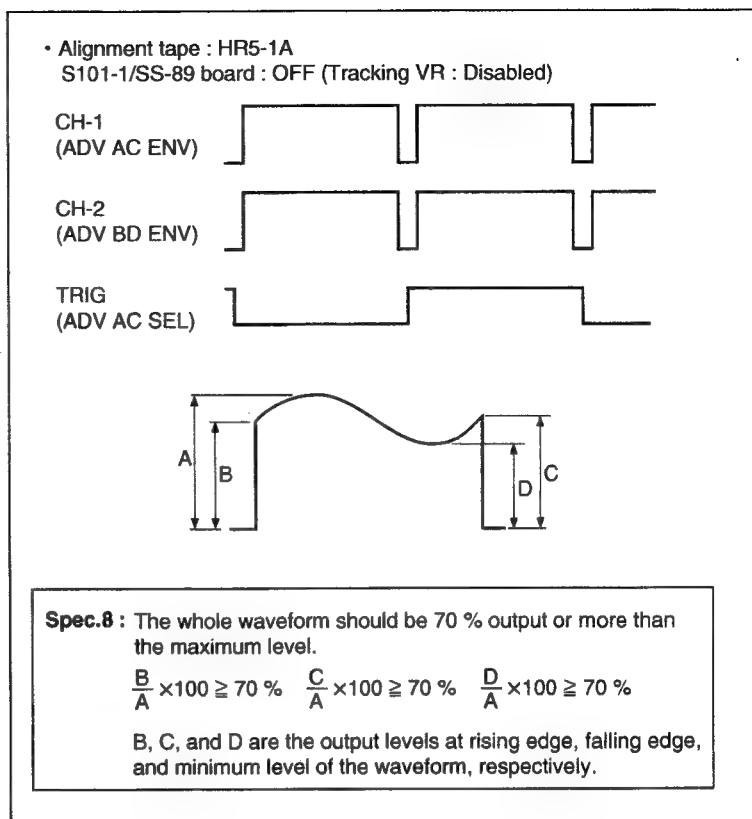 • Alignment tape : HR5-1A
S101-1/SS-89 board : OFF (Tracking VR : Disabled)
CH-1
(ADV AC ENV)
CH-2
(ADV BD ENV)
TRIG
(ADV AC SEL)
A
B
D
C
Spec.8 : The whole waveform should be 70 % output or more than
the maximum level.
B/A ×100 ≧ 70 % C/A ×100 ≧ 70 % D/A ×100 ≧ 70 %
B, C, and D are the output levels at rising edge, falling edge,
and minimum level of the waveform, respectively.